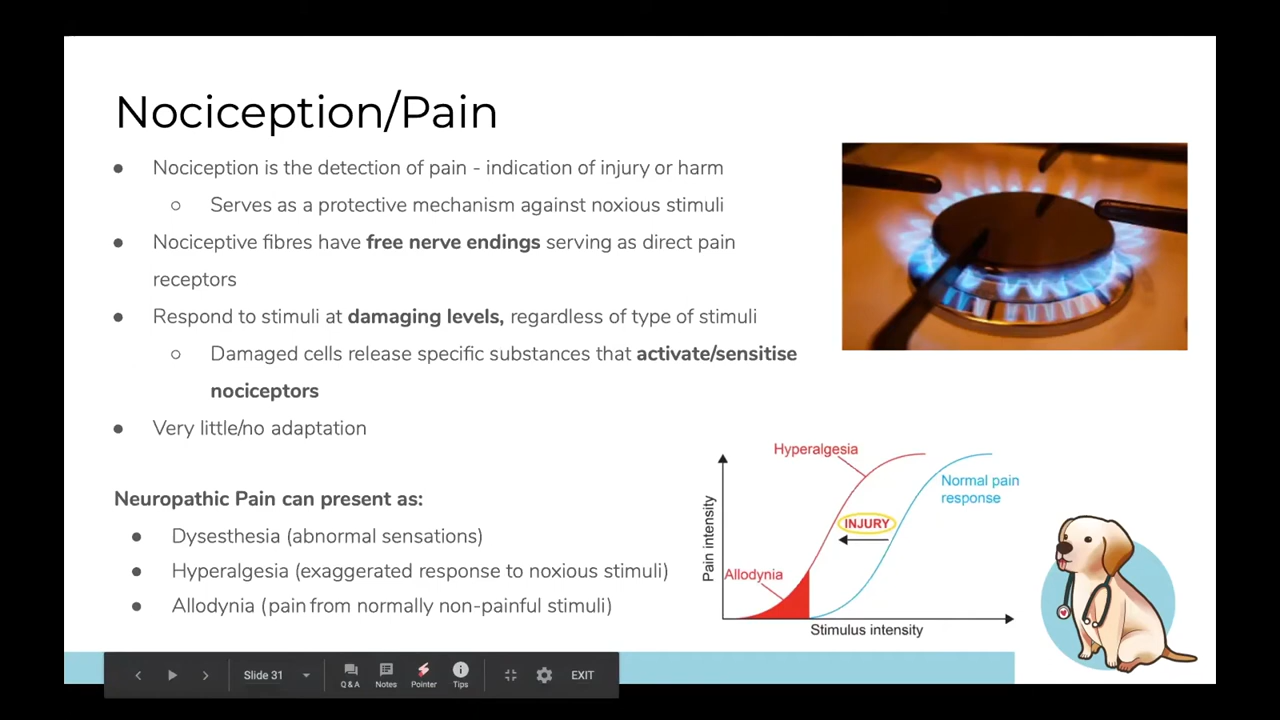 Nociception/Pain
● Nociception is the detection of pain - indication of injury or harm
○ Serves as a protective mechanism against noxious stimuli
● Nociceptive fibres have free nerve endings serving as direct pain
receptors
● Respond to stimuli at damaging levels, regardless of type of stimuli
○ Damaged cells release specific substances that activate/sensitise
nociceptors
● Very little/no adaptation
Neuropathic Pain can present as:
● Dysesthesia (abnormal sensations)
● Hyperalgesia (exaggerated response to noxious stimuli)
● Allodynia (pain from normally non-painful stimuli)
Hyperalgesia
Normal pain
response
INJURY
Pain intensity
Allodynia
Stimulus intensity
Slide 31
Q & A
Notes
Pointer
Tips
EXIT